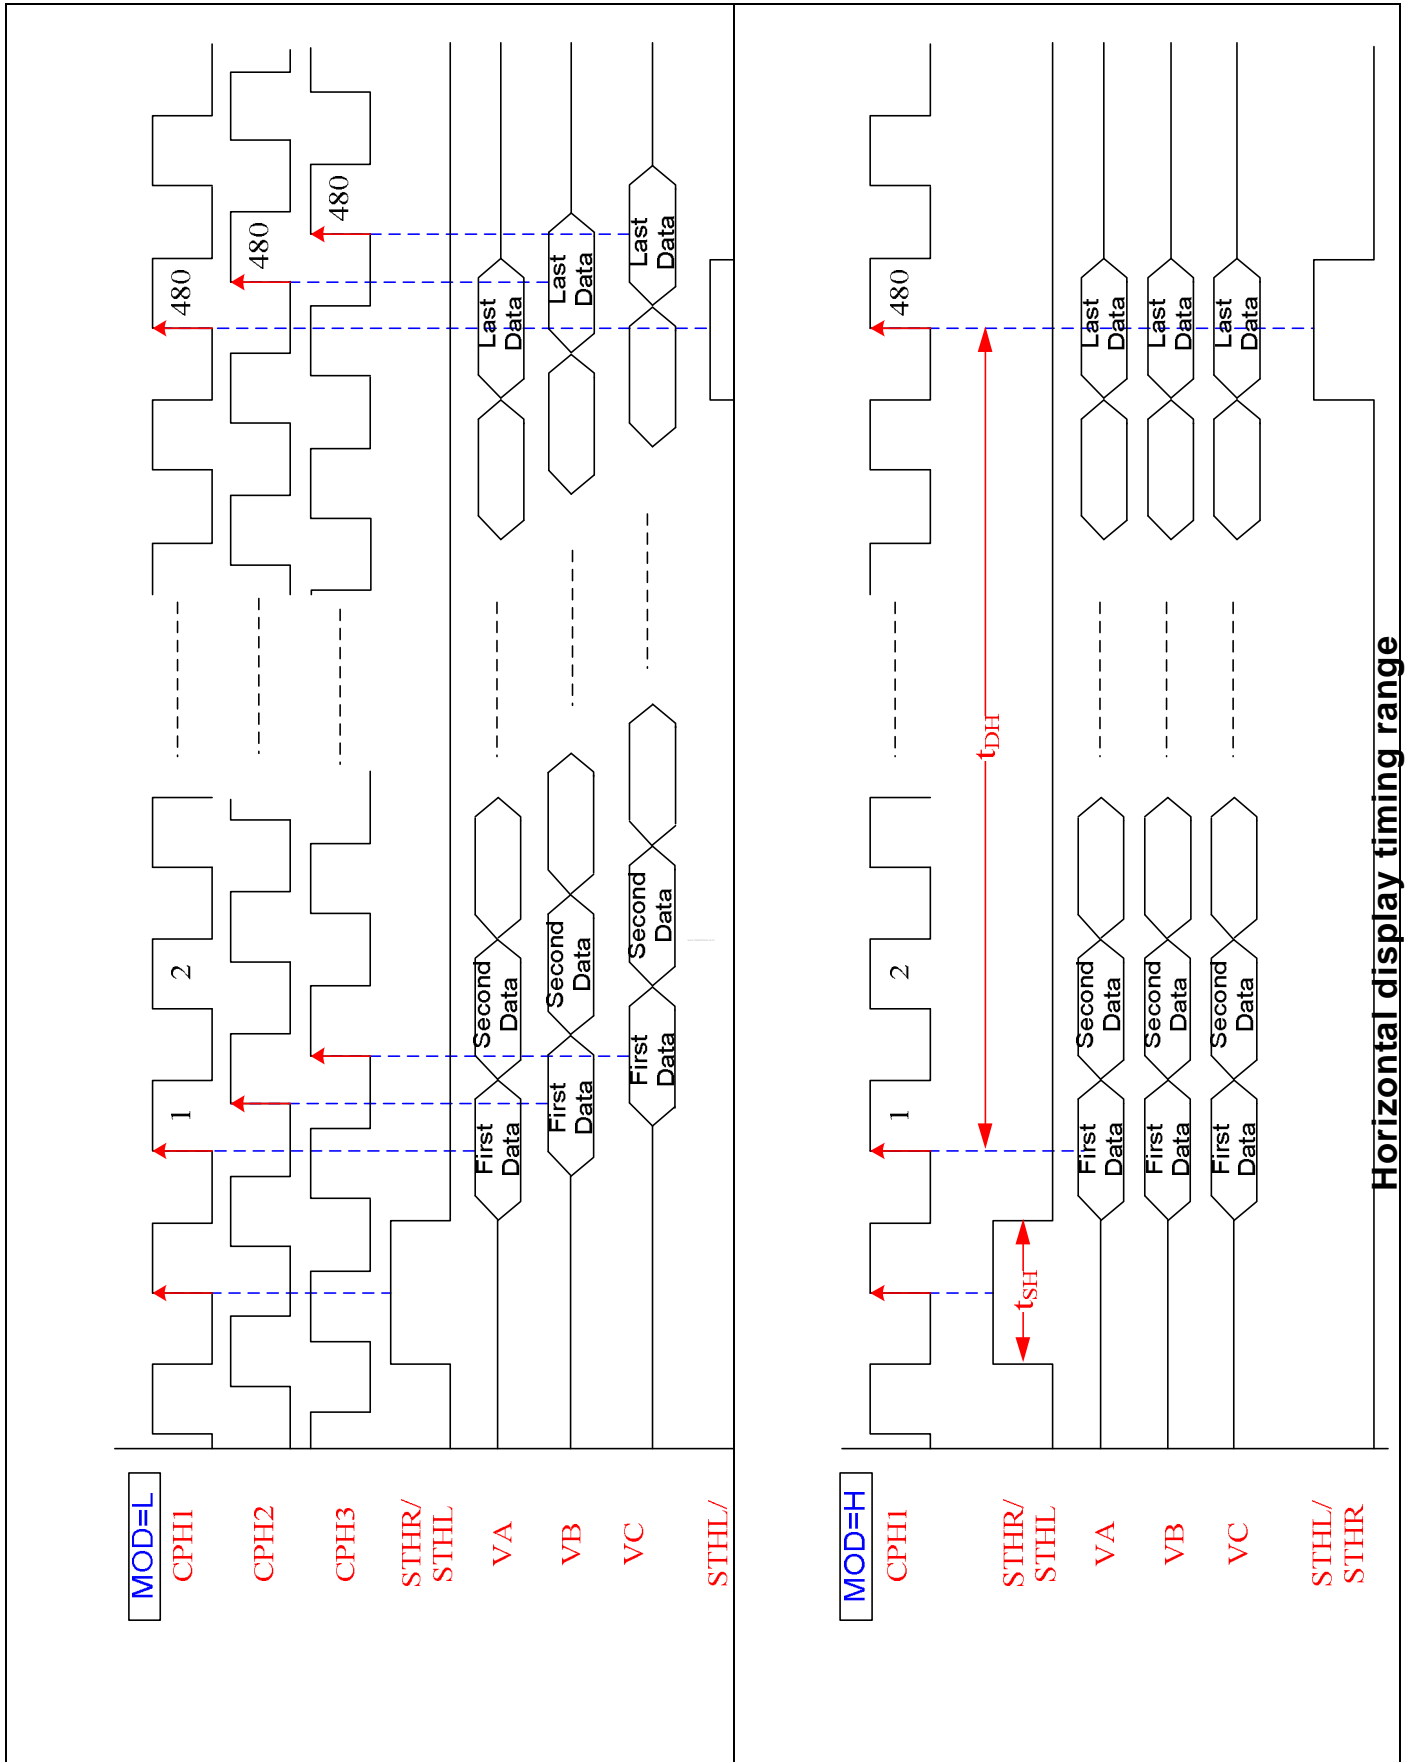 MOD=L
CPH1
1
2
480
CPH2
480
CPH3
480
STHR/
STHL
VA
First
Data
Second
Data
Last
Data
VB
First
Data
Second
Data
Last
Data
VC
First
Data
Second
Data
Last
Data
STHL/
MOD=H
CPH1
1
2
480
tDH
STHR/
STHL
tSH
VA
First
Data
Second
Data
Last
Data
VB
First
Data
Second
Data
Last
Data
VC
First
Data
Second
Data
Last
Data
STHL/
STHR
Horizontal display timing range